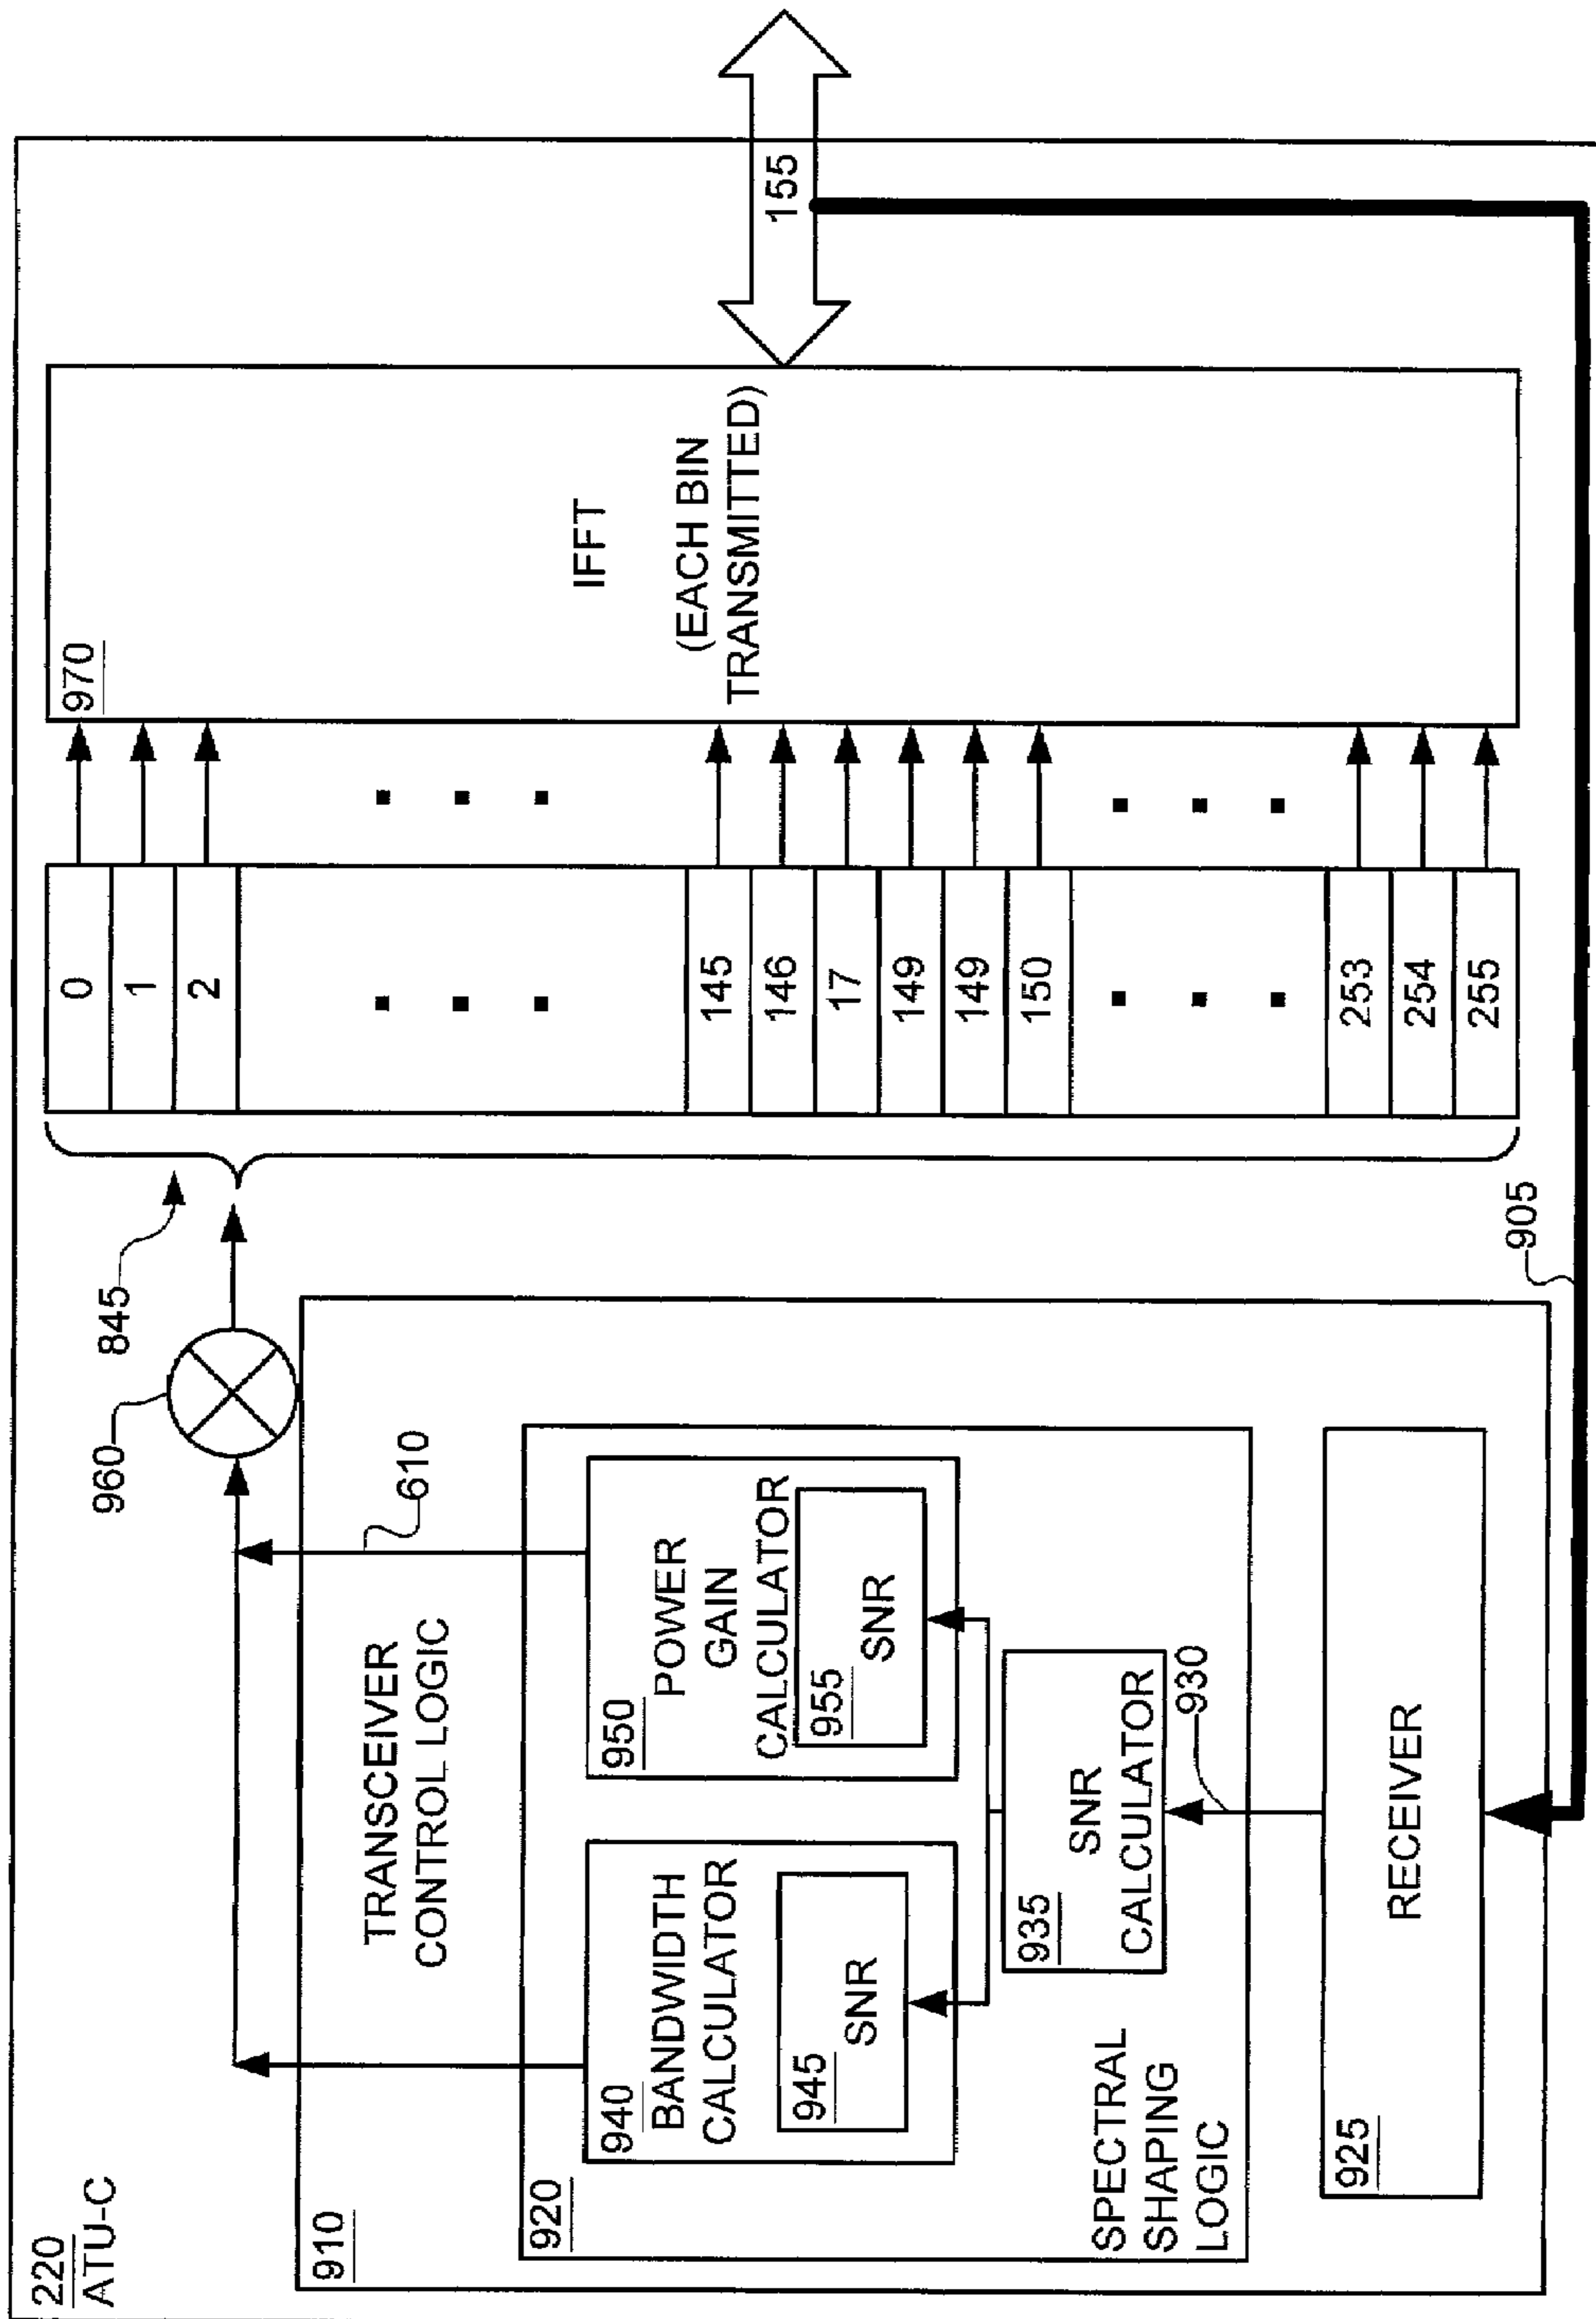 220
ATU-C
910
TRANSCEIVER
CONTROL LOGIC
920
940
BANDWIDTH
CALCULATOR
945
SNR
950
POWER
GAIN
CALCULATOR
955
SNR
610
960
845
935
SNR
CALCULATOR
930
SPECTRAL
SHAPING
LOGIC
925
RECEIVER
905
0
1
2
145
146
17
149
149
150
253
254
255
970
IFFT
(EACH BIN
TRANSMITTED)
155